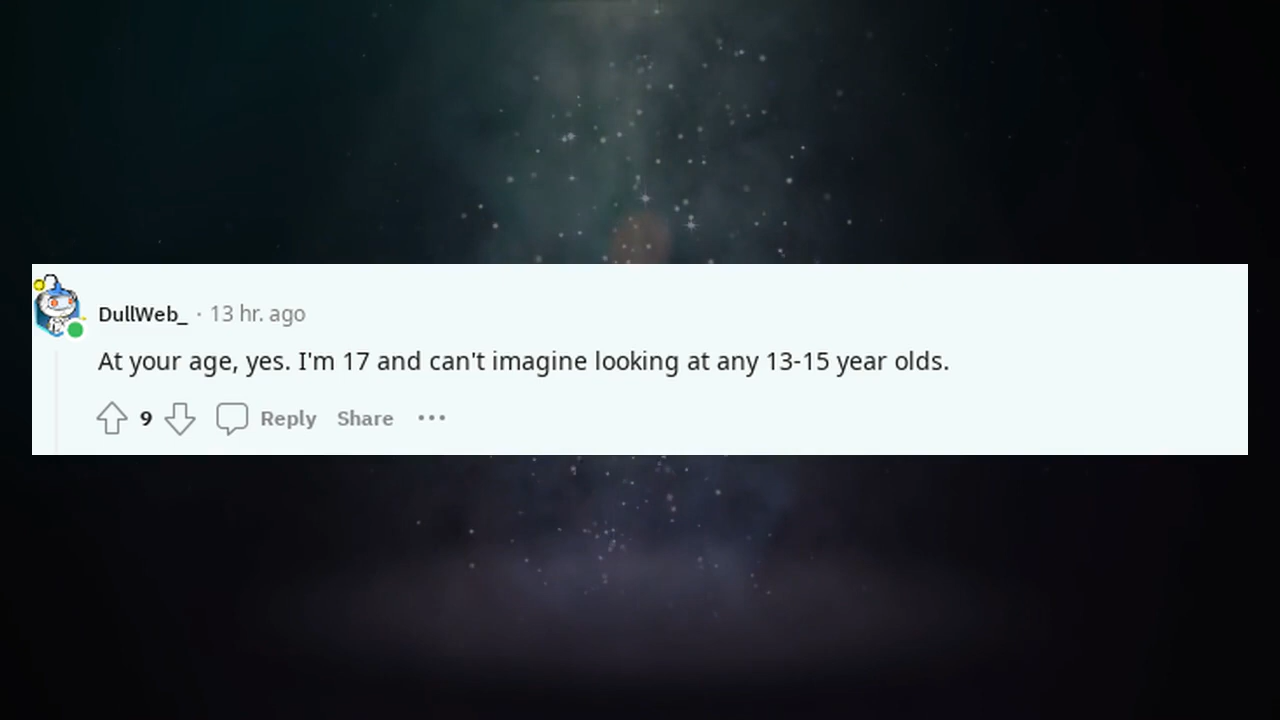 DullWeb_ · 13 hr. ago
At your age, yes. I'm 17 and can't imagine looking at any 13-15 year olds.
9 Reply Share ···